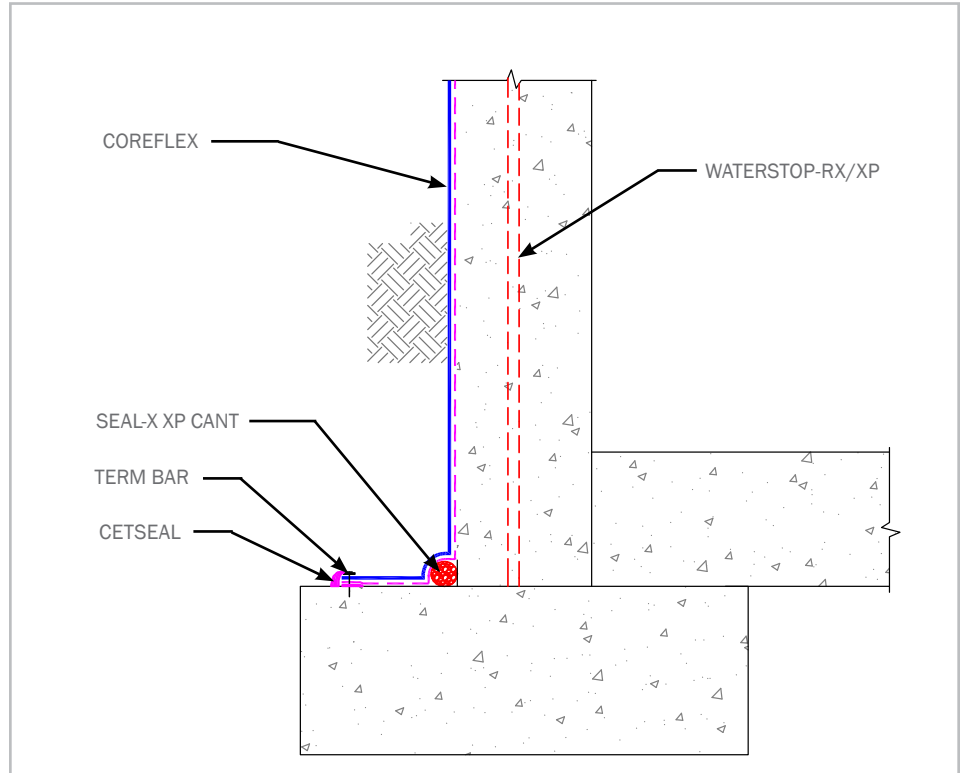 COREFLEX
WATERSTOP-RX/XP
SEAL-X XP CANT
TERM BAR
CETSEAL